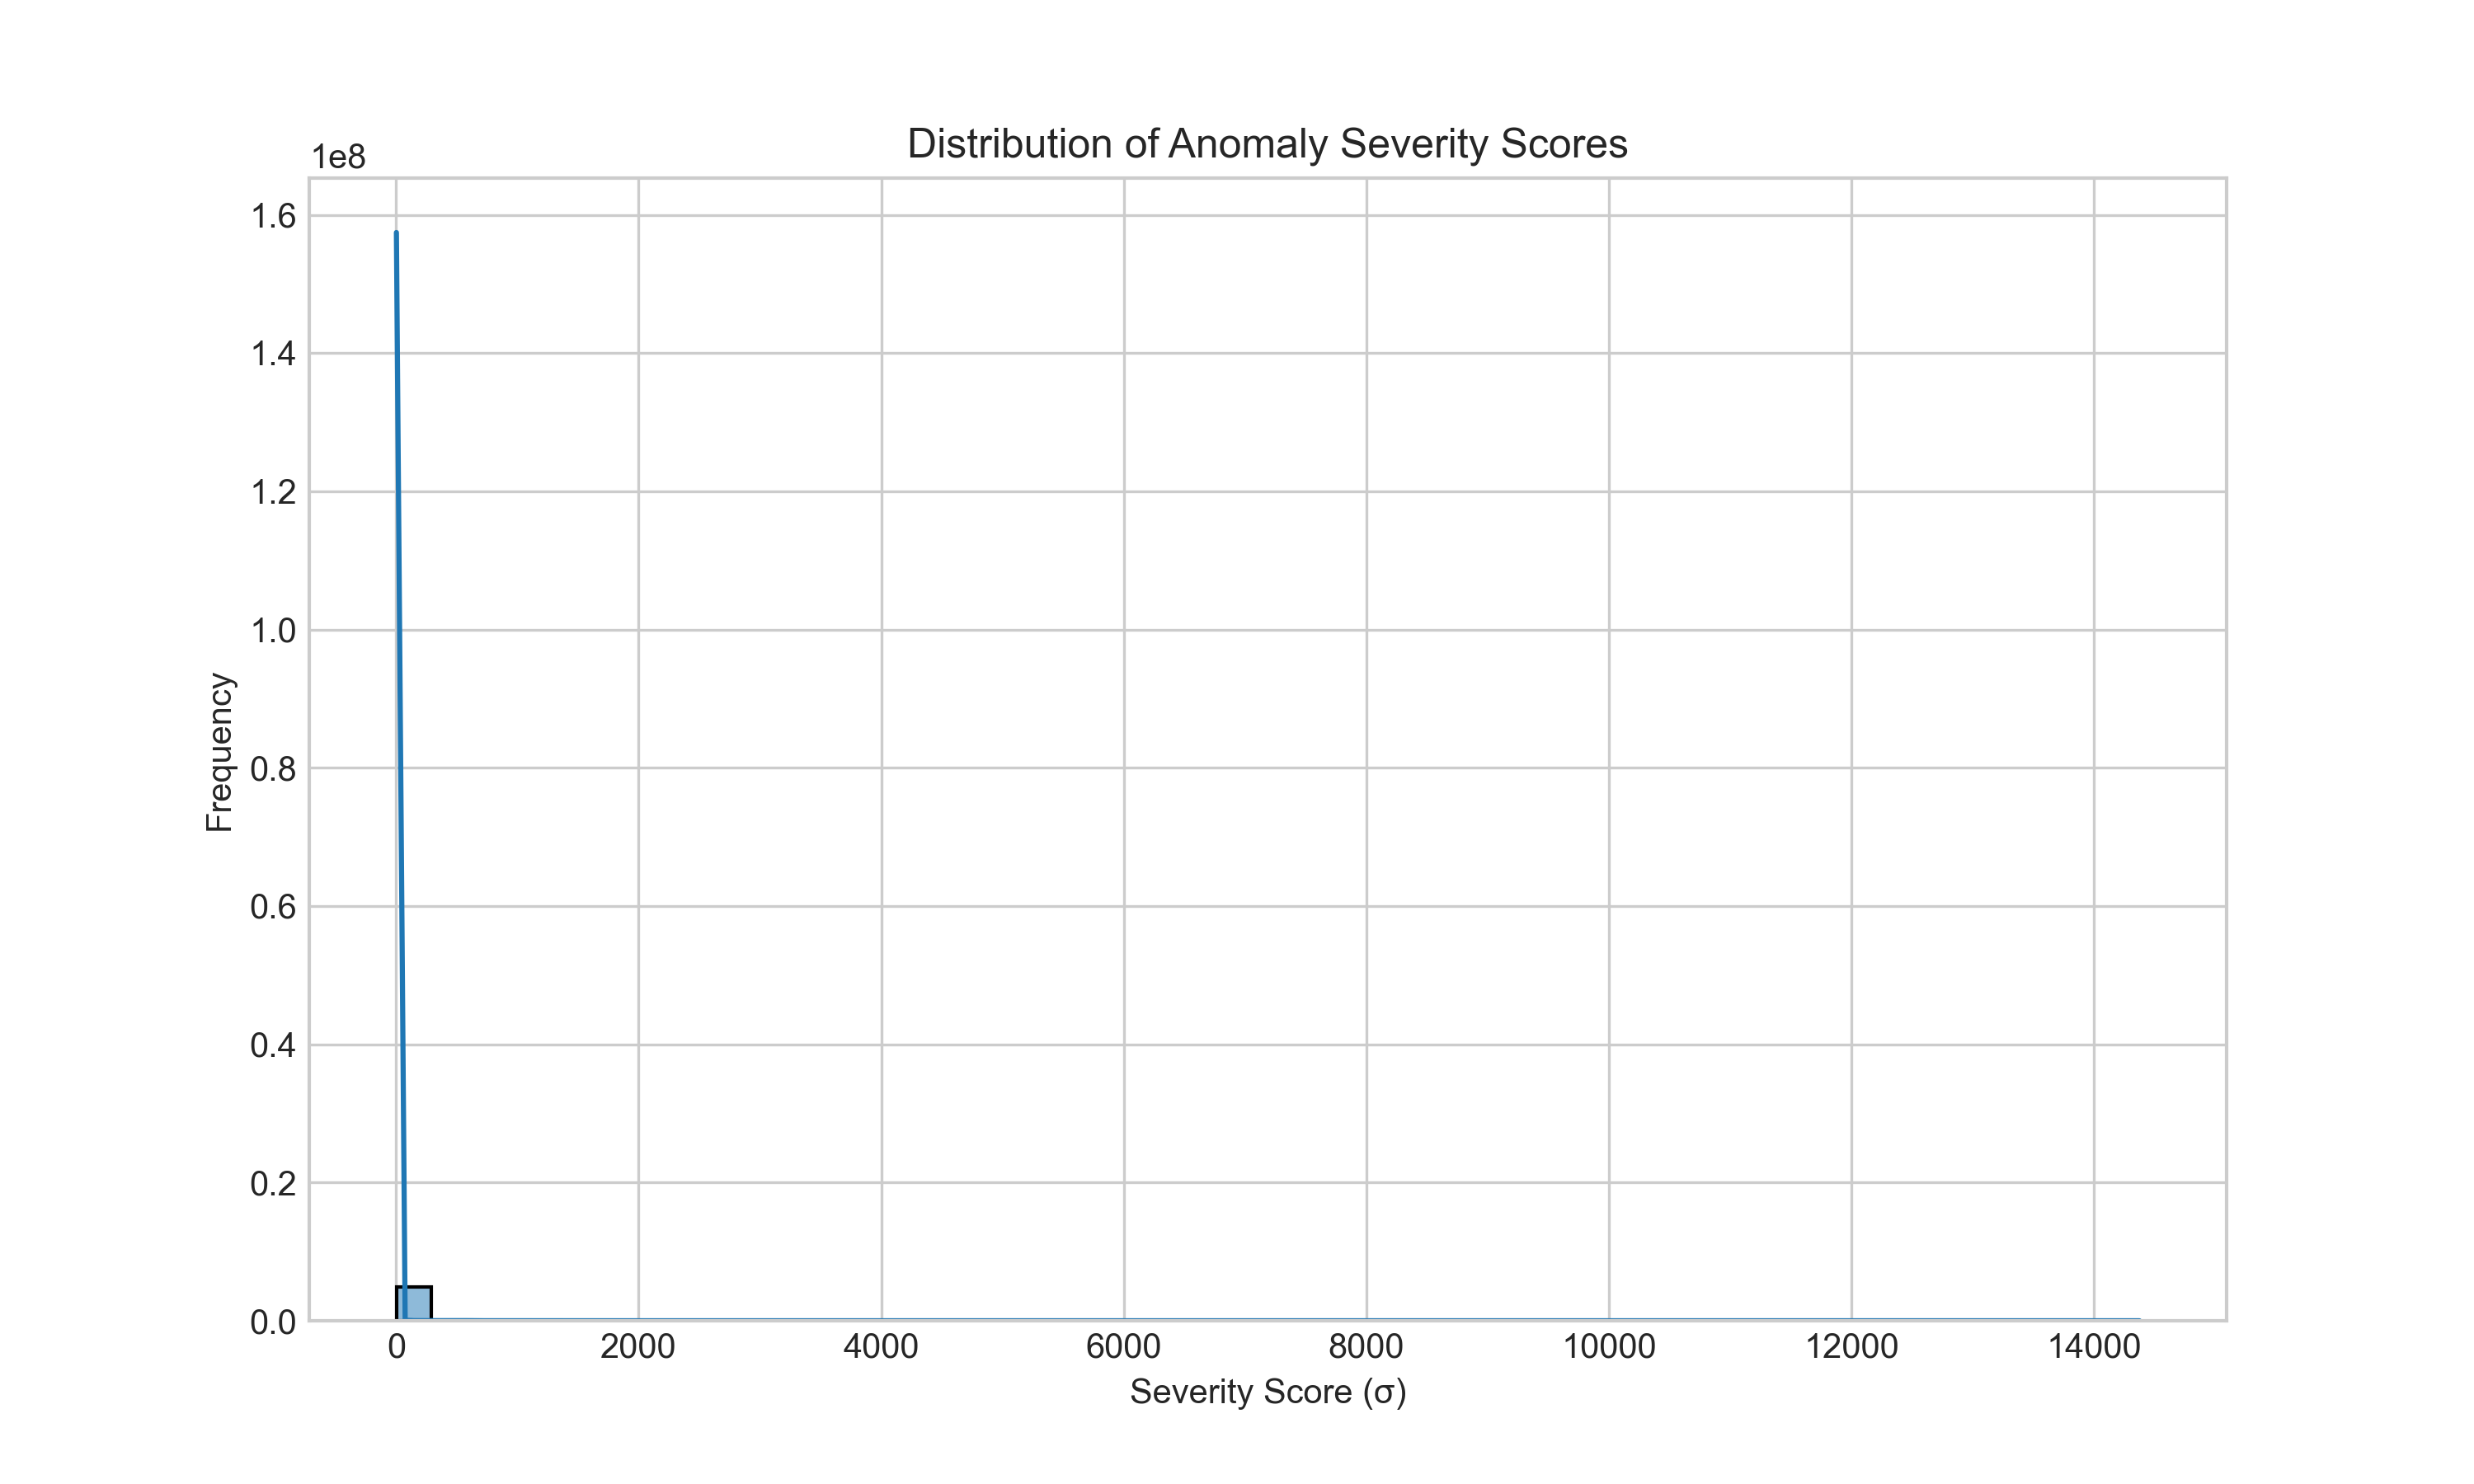 Distribution of Anomaly Severity Scores
1e8
1.6
1.4
1.2
1.0
0.8
0.6
0.4
0.2
0.0
Frequency
0 2000 4000 6000 8000 10000 12000 14000
Severity Score (σ)